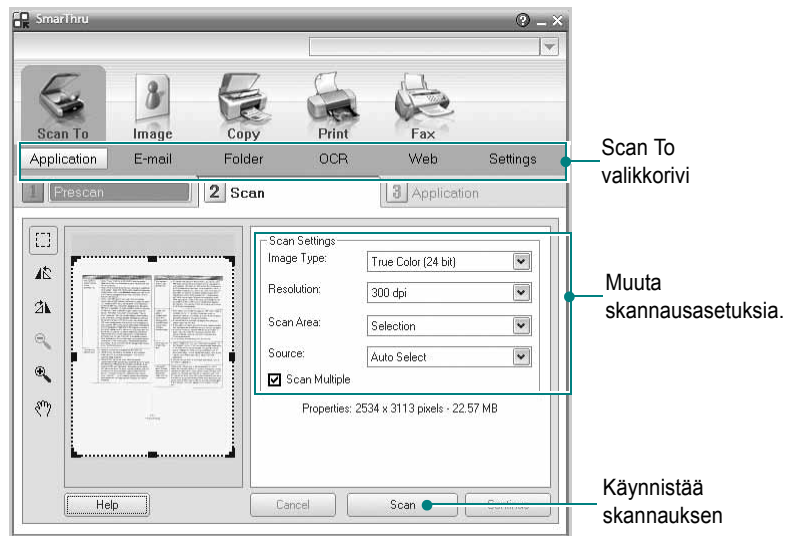 SmarThru
Scan To Image Copy Print Fax
Application E-mail Folder OCR Web Settings
Scan To
valikkorivi
1 Prescan 2 Scan 3 Application
Scan Settings
Image Type: True Color (24 bit)
Resolution: 300 dpi
Scan Area: Selection
Source: Auto Select
Scan Multiple
Muuta
skannausasetuksia.
Properties: 2534 x 3113 pixels - 22.57 MB
Help Cancel Scan
Käynnistää
skannauksen